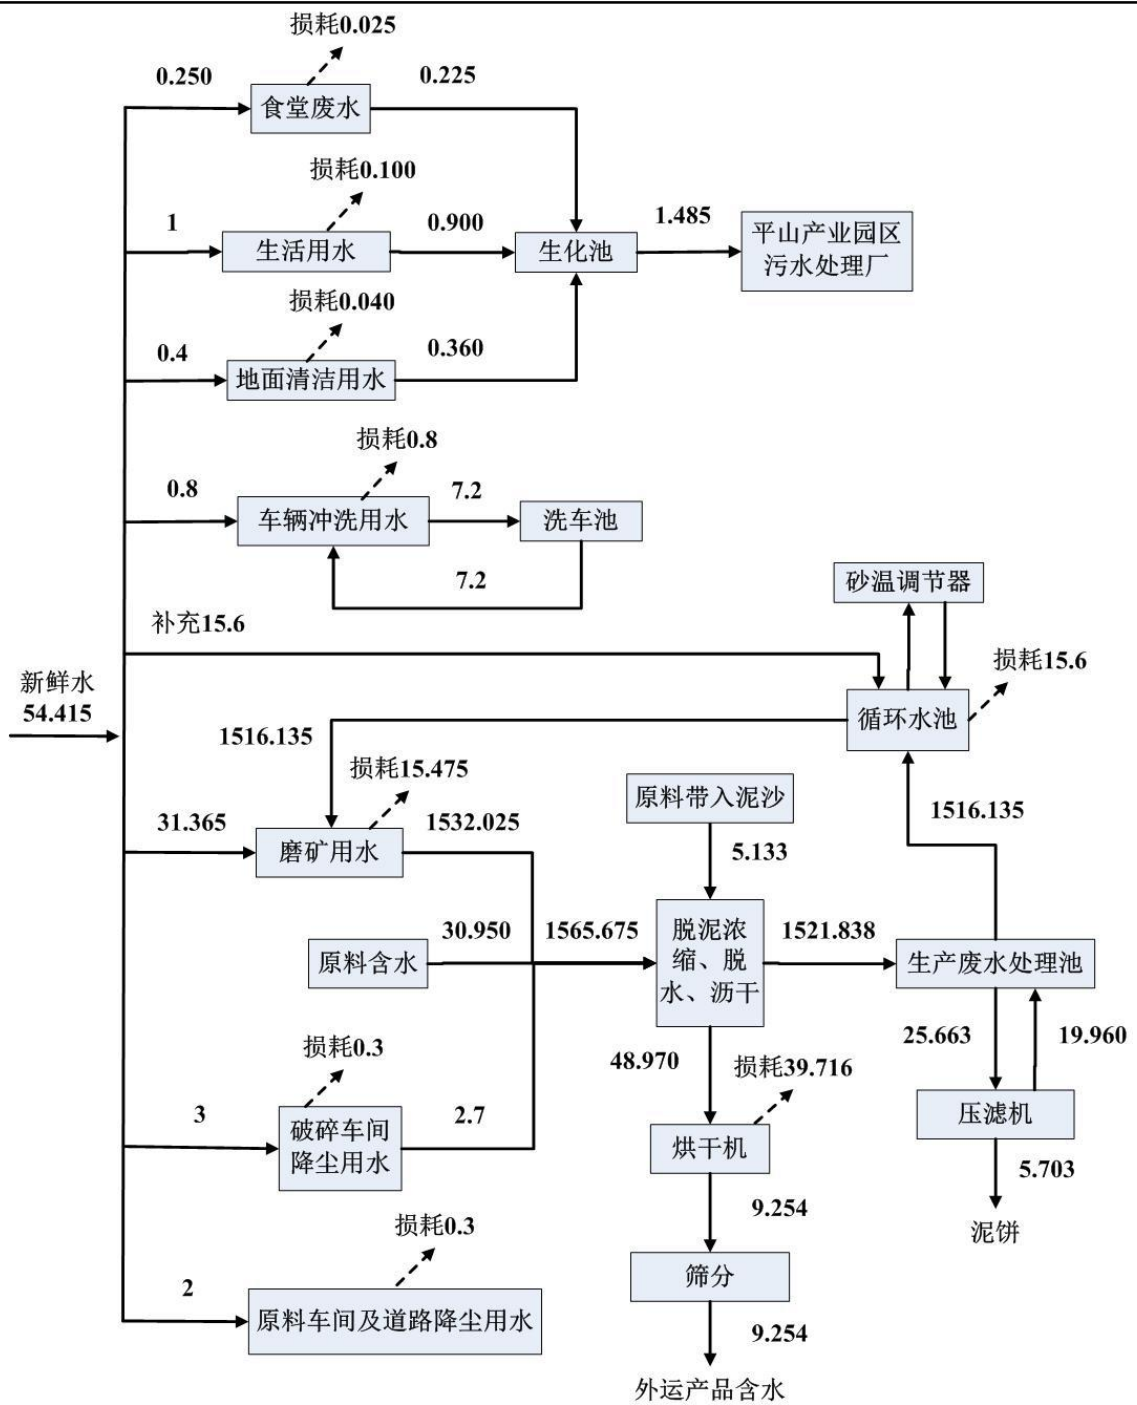 损耗0.025
0.250
0.225
食堂废水
损耗0.100
1
0.900
1.485
生活用水
生化池
平山产业园区
污水处理厂
损耗0.040
0.4
0.360
地面清洁用水
损耗0.8
0.8
7.2
车辆冲洗用水
洗车池
7.2
砂温调节器
补充15.6
损耗15.6
新鲜水
54.415
循环水池
1516.135
损耗15.475
原料带入泥沙
1516.135
31.365
1532.025
磨矿用水
5.133
30.950
1565.675
脱泥浓
缩、脱
水、沥干
1521.838
原料含水
生产废水处理池
损耗0.3
48.970
损耗39.716
25.663
19.960
3
破碎车间
降尘用水
2.7
压滤机
烘干机
5.703
9.254
泥饼
损耗0.3
2
筛分
原料车间及道路降尘用水
9.254
外运产品含水